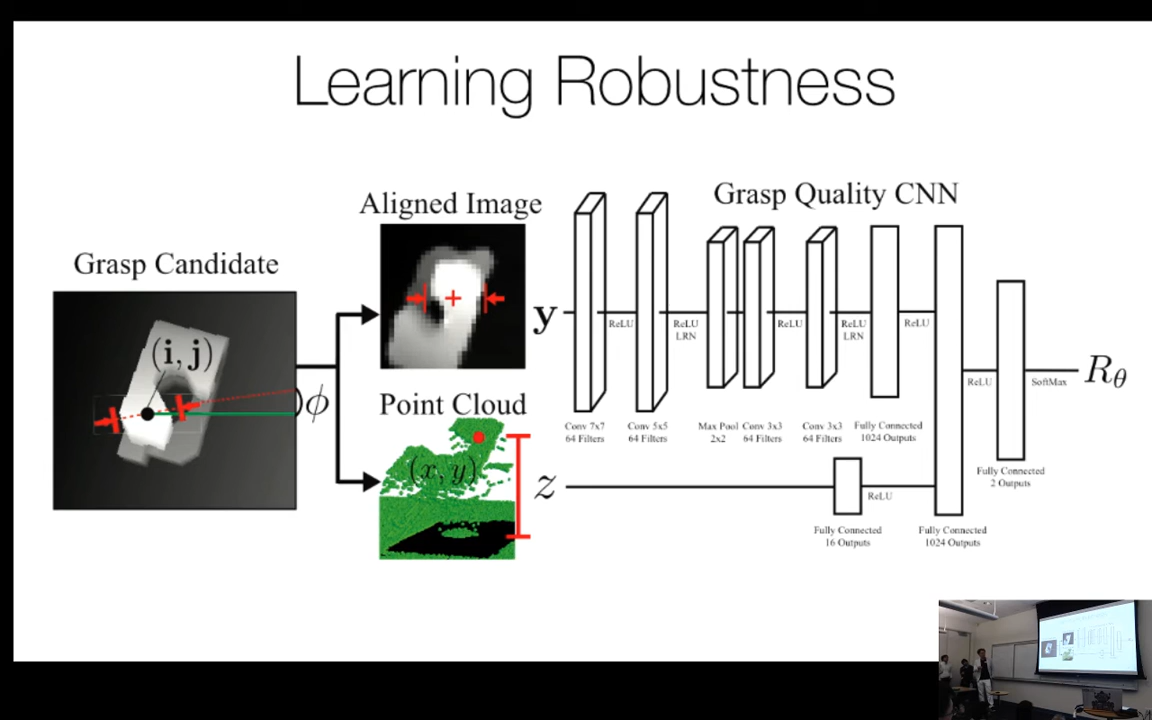 Learning Robustness
Grasp Candidate
(i, j)
ϕ
Aligned Image
Point Cloud
(x, y)
y
z
Grasp Quality CNN
ReLU
ReLU
LRN
ReLU
ReLU
LRN
ReLU
ReLU
SoftMax
Rθ
Conv 7x7
64 Filters
Conv 5x5
64 Filters
Max Pool
2x2
Conv 3x3
64 Filters
Conv 3x3
64 Filters
Fully Connected
1024 Outputs
Fully Connected
2 Outputs
ReLU
Fully Connected
16 Outputs
Fully Connected
1024 Outputs